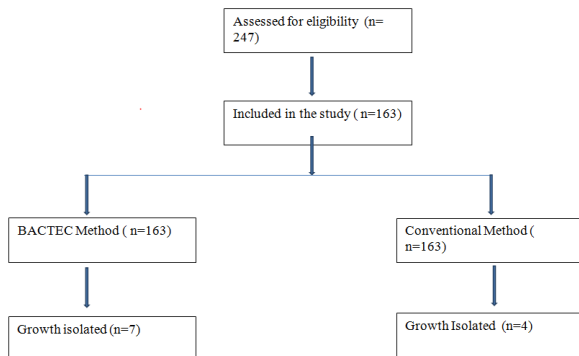 Assessed for eligibility (n=
247)
Included in the study ( n=163)
BACTEC Method ( n=163)
Conventional Method (
n=163)
Growth isolated (n=7)
Growth Isolated (n=4)